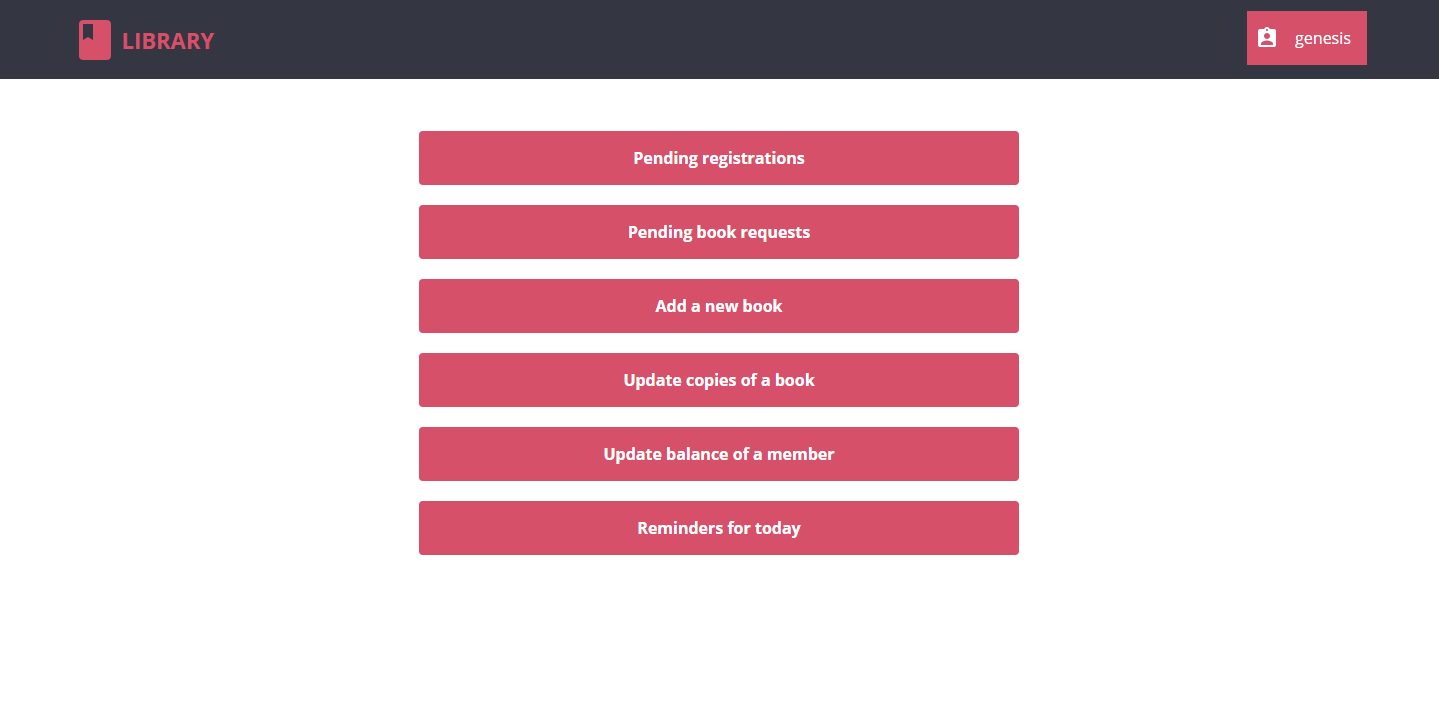 LIBRARY
genesis
Pending registrations
Pending book requests
Add a new book
Update copies of a book
Update balance of a member
Reminders for today